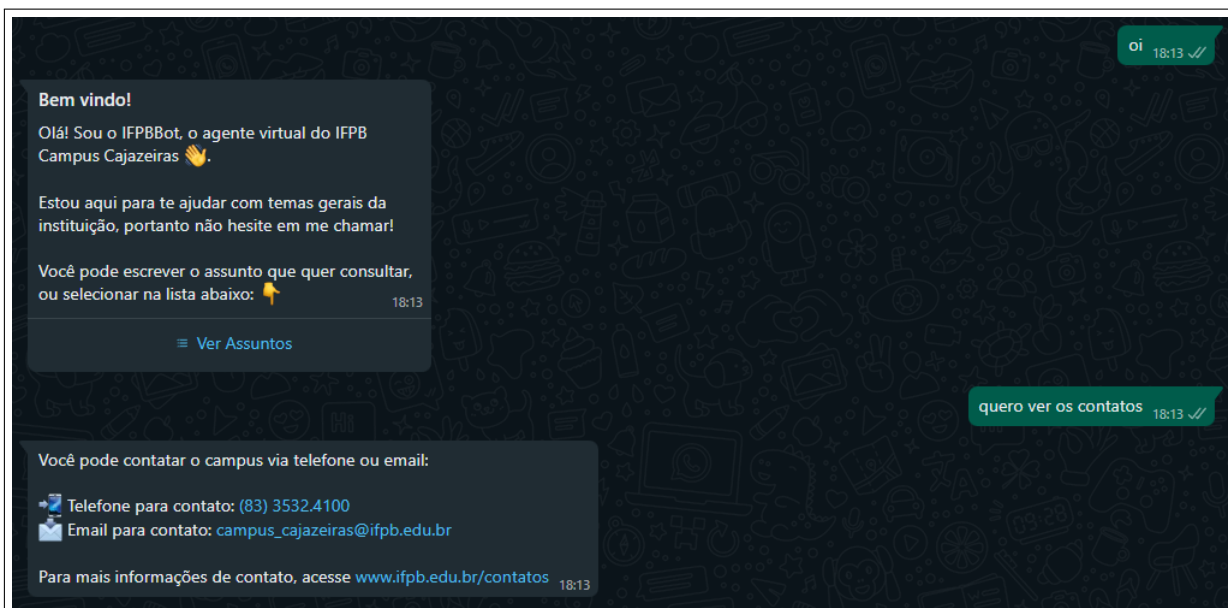 oi 18:13
Bem vindo!
Olá! Sou o IFPBBot, o agente virtual do IFPB
Campus Cajazeiras 👋.
Estou aqui para te ajudar com temas gerais da
instituição, portanto não hesite em me chamar!
Você pode escrever o assunto que quer consultar,
ou selecionar na lista abaixo: 👇 18:13
Ver Assuntos
quero ver os contatos 18:13
Você pode contatar o campus via telefone ou email:
📲 Telefone para contato: (83) 3532.4100
📩 Email para contato: campus_cajazeiras@ifpb.edu.br
Para mais informações de contato, acesse www.ifpb.edu.br/contatos 18:13